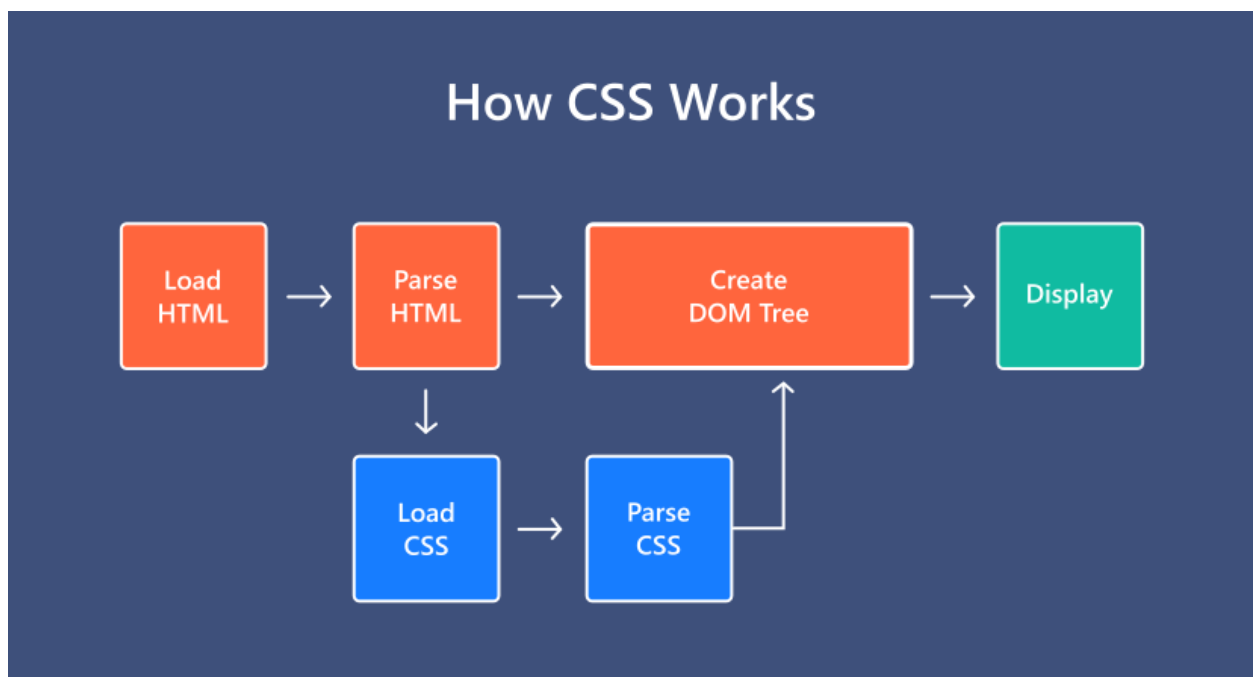 How CSS Works
Load
HTML
Parse
HTML
Create
DOM Tree
Display
Load
CSS
Parse
CSS